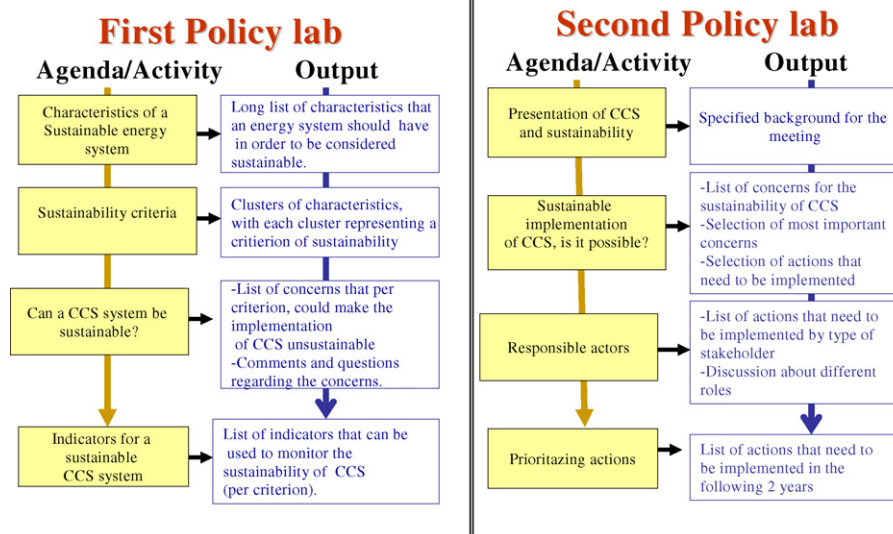 First Policy lab
Agenda/Activity
Output
Characteristics of a
Sustainable energy
system
Long list of characteristics that
an energy system should have
in order to be considered
sustainable.
Sustainability criteria
Clusters of characteristics,
with each cluster representing a
critierion of sustainability
Can a CCS system be
sustainable?
-List of concerns that per
criterion, could make the
implementation
of CCS unsustainable
-Comments and questions
regarding the concerns.
Indicators for a
sustainable
CCS system
List of indicators that can be
used to monitor the
sustainability of CCS
(per criterion).
Second Policy lab
Agenda/Activity
Output
Presentation of CCS
and sustainability
Specified background for the
meeting
Sustainable
implementation
of CCS, is it possible?
-List of concerns for the
sustainability of CCS
-Selection of most important
concerns
-Selection of actions that
need to be implemented
Responsible actors
-List of actions that need to
be implemented by type of
stakeholder
-Discussion about different
roles
Prioritazing actions
List of actions that need to
be implemented in the
following 2 years